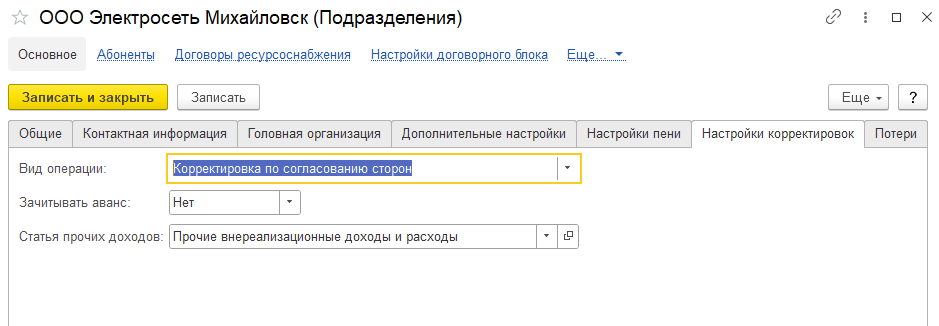 ООО Электросеть Михайловск (Подразделения)
Основное Абоненты Договоры ресурсоснабжения Настройки договорного блока Еще...
Записать и закрыть Записать Еще ?
Общие Контактная информация Головная организация Дополнительные настройки Настройки пени Настройки корректировок Потери
Вид операции: Корректировка по согласованию сторон
Зачитывать аванс: Нет
Статья прочих доходов: Прочие внереализационные доходы и расходы